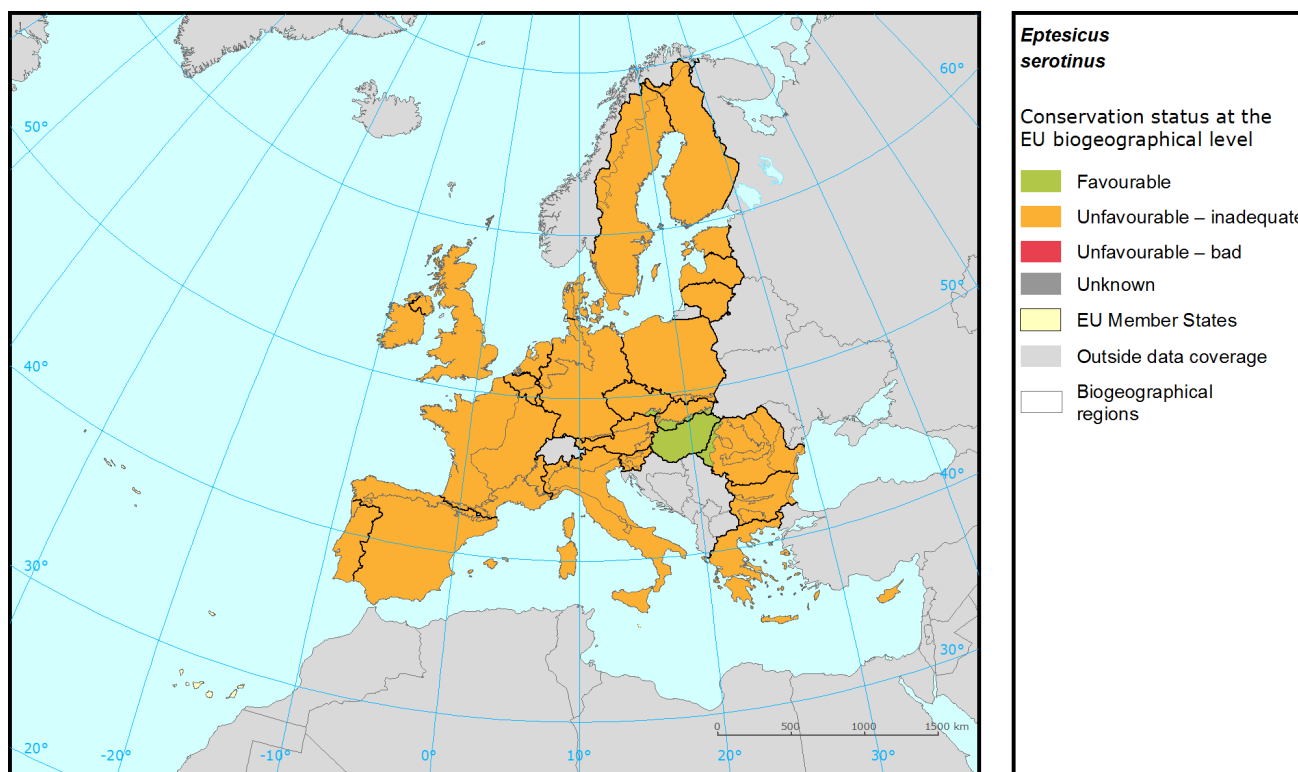 Eptesicus
serotinus
Conservation status at the
EU biogeographical level
Favourable
Unfavourable – inadequate
Unfavourable – bad
Unknown
EU Member States
Outside data coverage
Biogeographical
regions
60°
50°
50°
40°
40°
30°
30°
20°
-20°
-10°
0°
10°
20°
30°
0 500 1000 1500 km